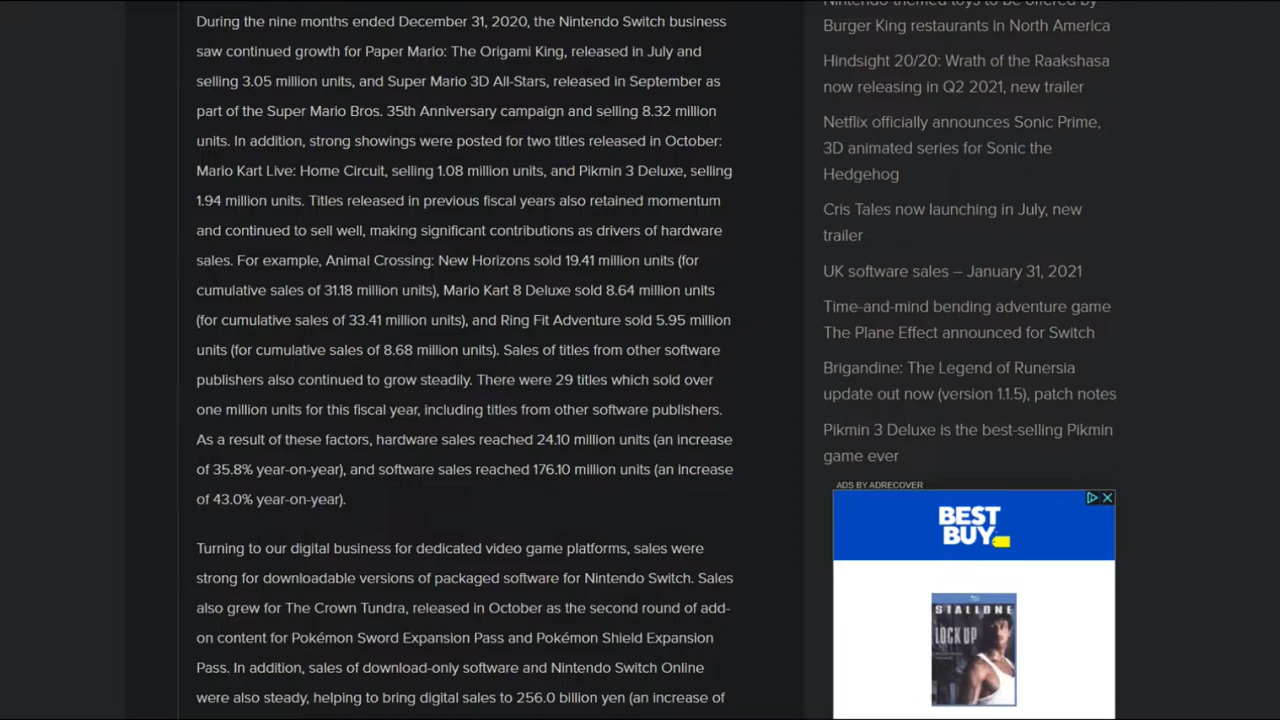 During the nine months ended December 31, 2020, the Nintendo Switch business
saw continued growth for Paper Mario: The Origami King, released in July and
selling 3.05 million units, and Super Mario 3D All-Stars, released in September as
part of the Super Mario Bros. 35th Anniversary campaign and selling 8.32 million
units. In addition, strong showings were posted for two titles released in October:
Mario Kart Live: Home Circuit, selling 1.08 million units, and Pikmin 3 Deluxe, selling
1.94 million units. Titles released in previous fiscal years also retained momentum
and continued to sell well, making significant contributions as drivers of hardware
sales. For example, Animal Crossing: New Horizons sold 19.41 million units (for
cumulative sales of 31.18 million units), Mario Kart 8 Deluxe sold 8.64 million units
(for cumulative sales of 33.41 million units), and Ring Fit Adventure sold 5.95 million
units (for cumulative sales of 8.68 million units). Sales of titles from other software
publishers also continued to grow steadily. There were 29 titles which sold over
one million units for this fiscal year, including titles from other software publishers.
As a result of these factors, hardware sales reached 24.10 million units (an increase
of 35.8% year-on-year), and software sales reached 176.10 million units (an increase
of 43.0% year-on-year).
Turning to our digital business for dedicated video game platforms, sales were
strong for downloadable versions of packaged software for Nintendo Switch. Sales
also grew for The Crown Tundra, released in October as the second round of add-
on content for Pokémon Sword Expansion Pass and Pokémon Shield Expansion
Pass. In addition, sales of download-only software and Nintendo Switch Online
were also steady, helping to bring digital sales to 256.0 billion yen (an increase of
Nintendo-themed toys to be offered by
Burger King restaurants in North America
Hindsight 20/20: Wrath of the Raakshasa
now releasing in Q2 2021, new trailer
Netflix officially announces Sonic Prime,
3D animated series for Sonic the
Hedgehog
Cris Tales now launching in July, new
trailer
UK software sales – January 31, 2021
Time-and-mind bending adventure game
The Plane Effect announced for Switch
Brigandine: The Legend of Runersia
update out now (version 1.1.5), patch notes
Pikmin 3 Deluxe is the best-selling Pikmin
game ever
ADS BY ADRECOVER
BEST
BUY
STALLONE
LOCK UP